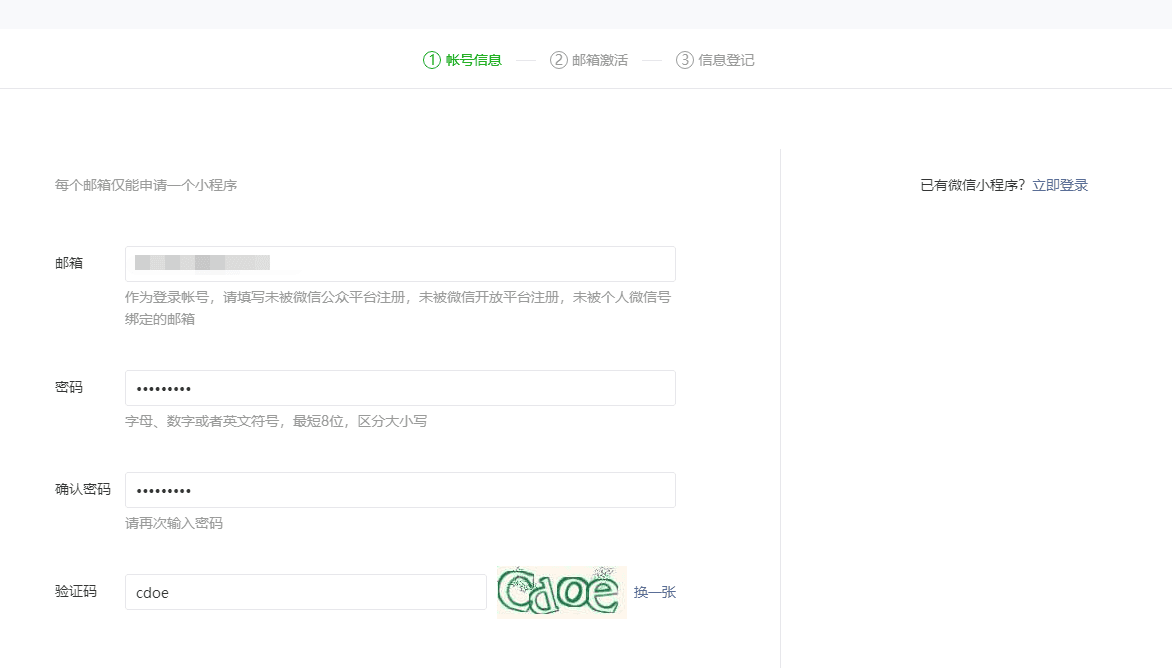 ① 帐号信息 ② 邮箱激活 ③ 信息登记
每个邮箱仅能申请一个小程序
已有微信小程序？立即登录
邮箱
作为登录帐号，请填写未被微信公众平台注册，未被微信开放平台注册，未被个人微信号
绑定的邮箱
密码 •••••••••
字母、数字或者英文符号，最短8位，区分大小写
确认密码 •••••••••
请再次输入密码
验证码 cdoe Cdoe 换一张